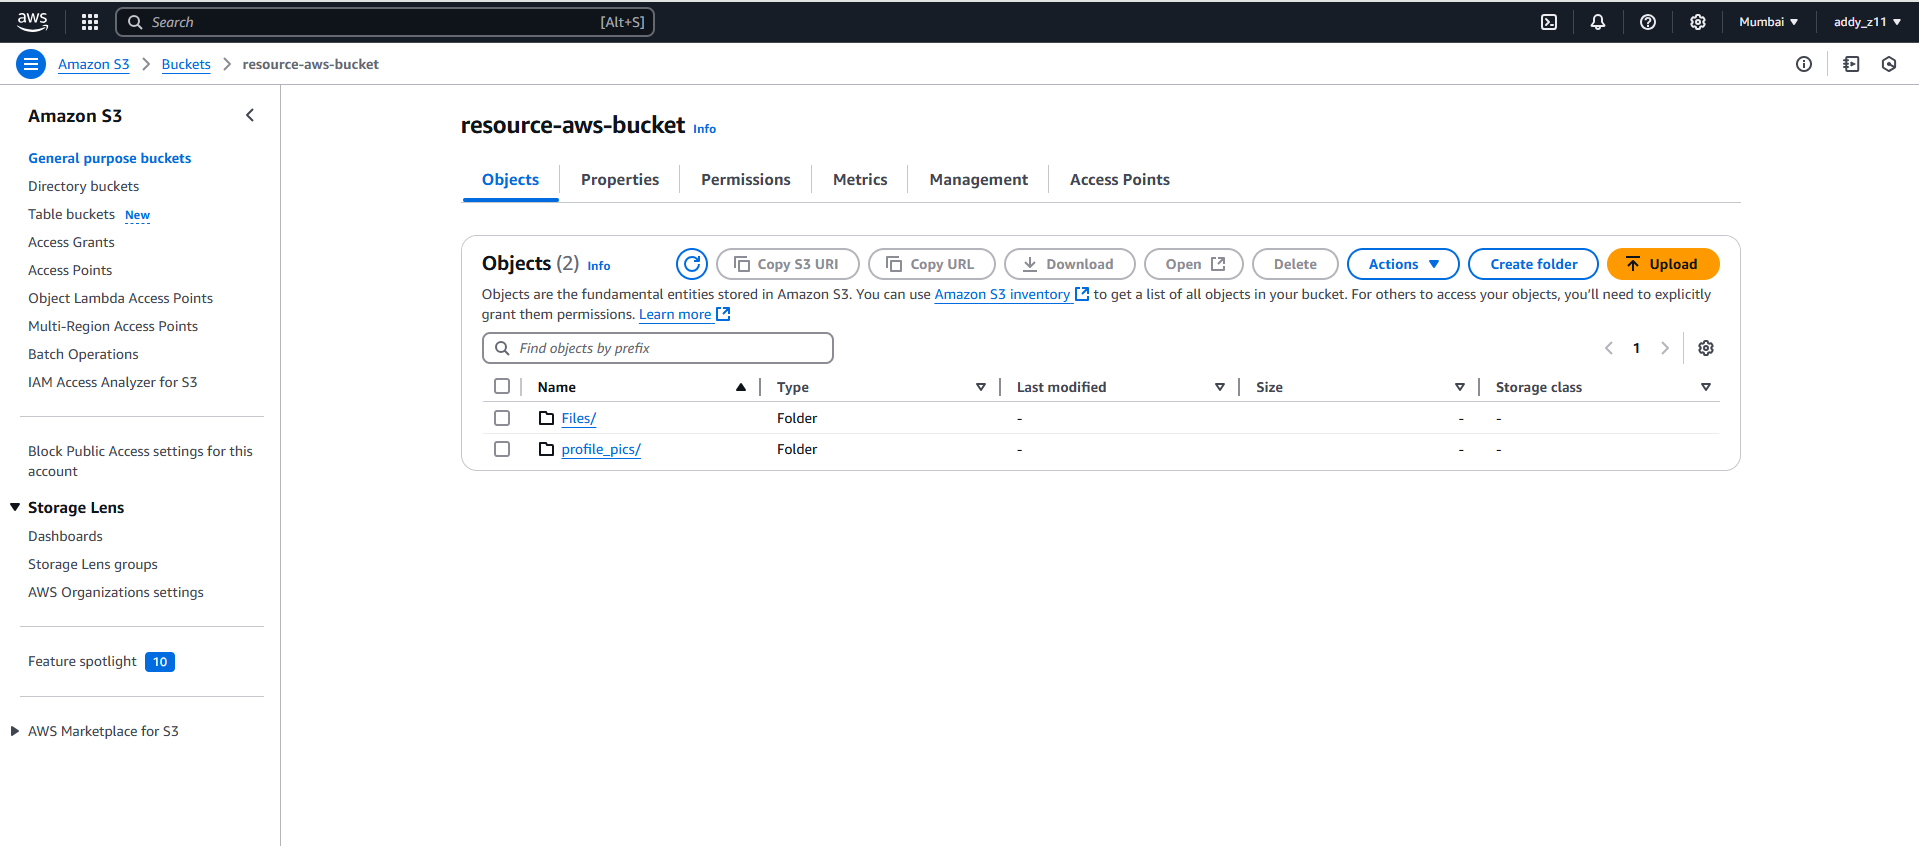 aws
Search
[Alt+S]
Mumbai
addy_z11
Amazon S3
Buckets
resource-aws-bucket
Amazon S3
General purpose buckets
Directory buckets
Table buckets New
Access Grants
Access Points
Object Lambda Access Points
Multi-Region Access Points
Batch Operations
IAM Access Analyzer for S3
Block Public Access settings for this
account
Storage Lens
Dashboards
Storage Lens groups
AWS Organizations settings
Feature spotlight 10
AWS Marketplace for S3
resource-aws-bucket Info
Objects
Properties
Permissions
Metrics
Management
Access Points
Objects (2) Info
Copy S3 URI
Copy URL
Download
Open
Delete
Actions
Create folder
Upload
Objects are the fundamental entities stored in Amazon S3. You can use Amazon S3 inventory to get a list of all objects in your bucket. For others to access your objects, you'll need to explicitly
grant them permissions. Learn more
Find objects by prefix
1
Name Type Last modified Size Storage class
Files/ Folder - - -
profile_pics/ Folder - - -